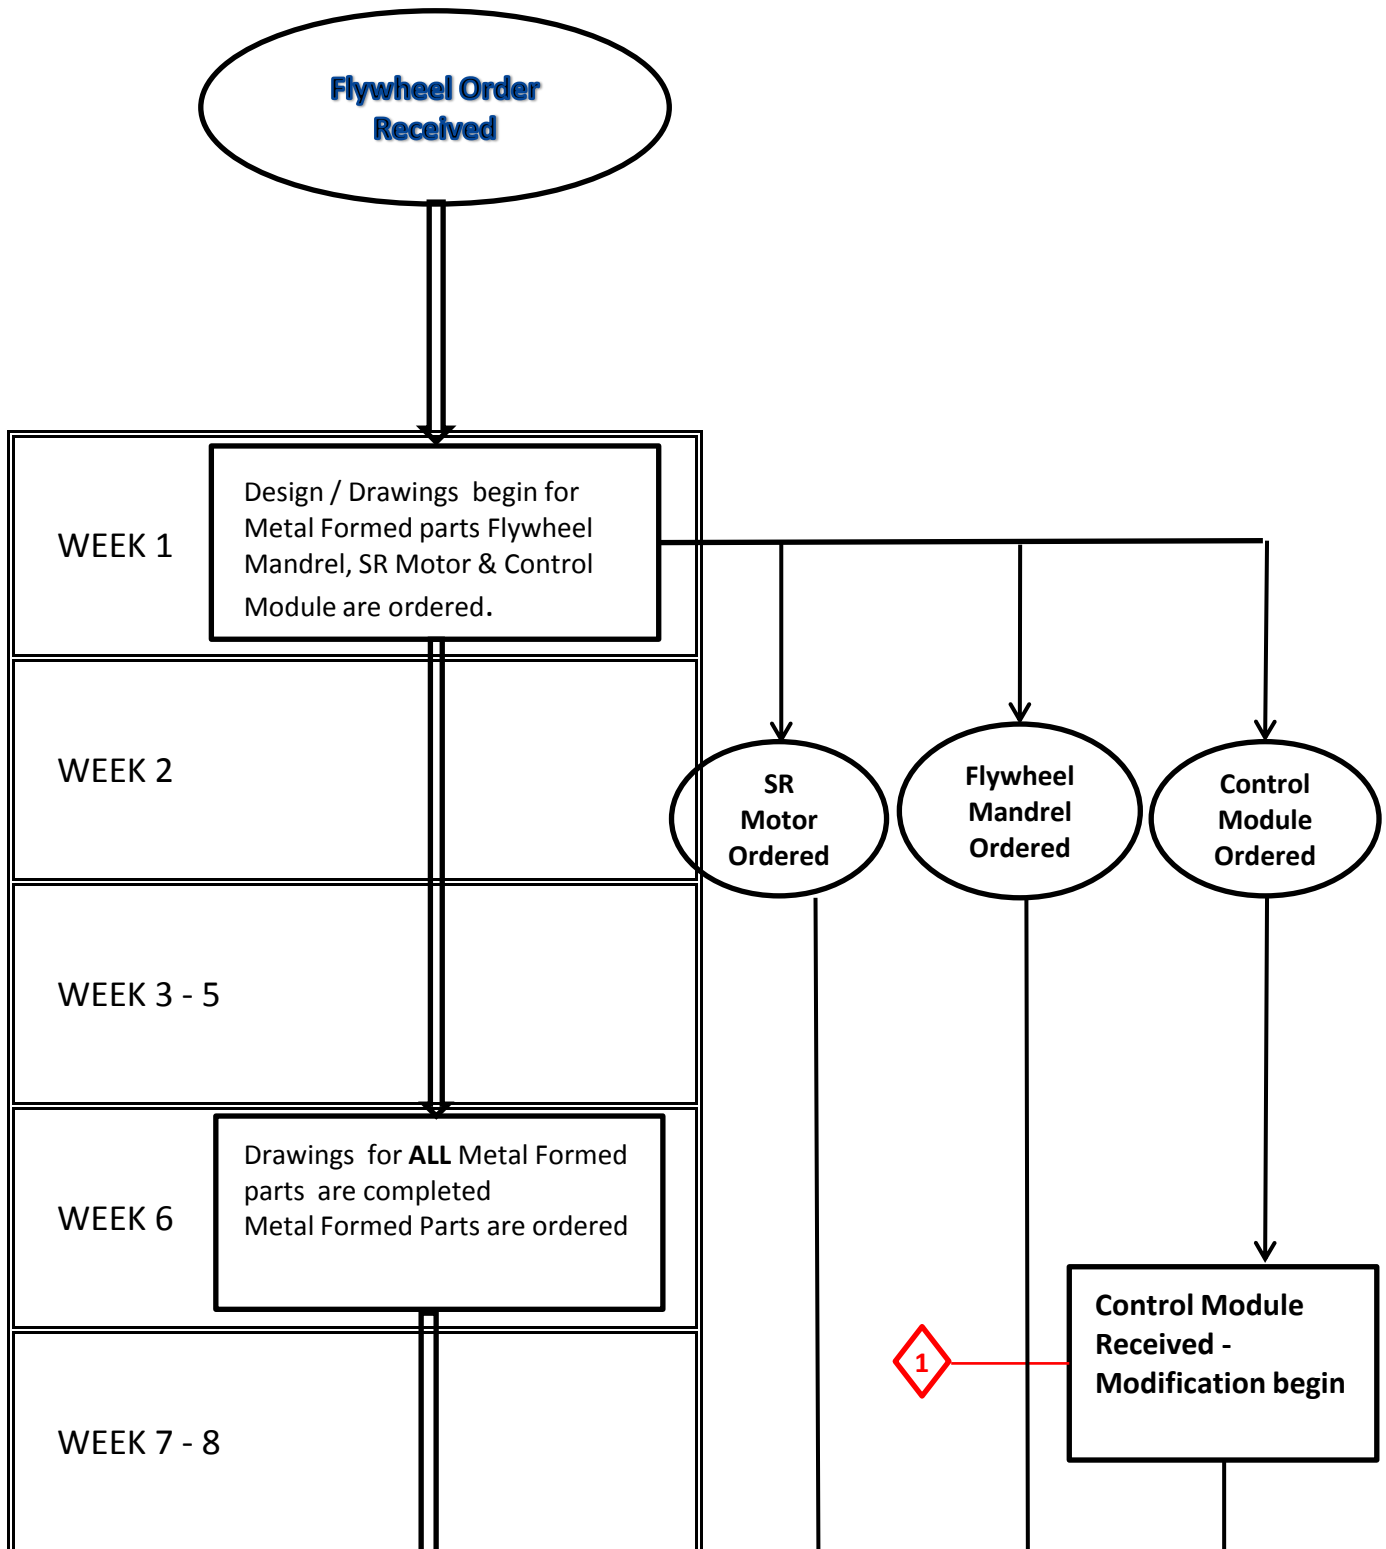 Flywheel Order
Received
WEEK 1
Design / Drawings begin for
Metal Formed parts Flywheel
Mandrel, SR Motor & Control
Module are ordered.
WEEK 2
SR
Motor
Ordered
Flywheel
Mandrel
Ordered
Control
Module
Ordered
WEEK 3 - 5
WEEK 6
Drawings for ALL Metal Formed
parts are completed
Metal Formed Parts are ordered
1
Control Module
Received -
Modification begin
WEEK 7 - 8